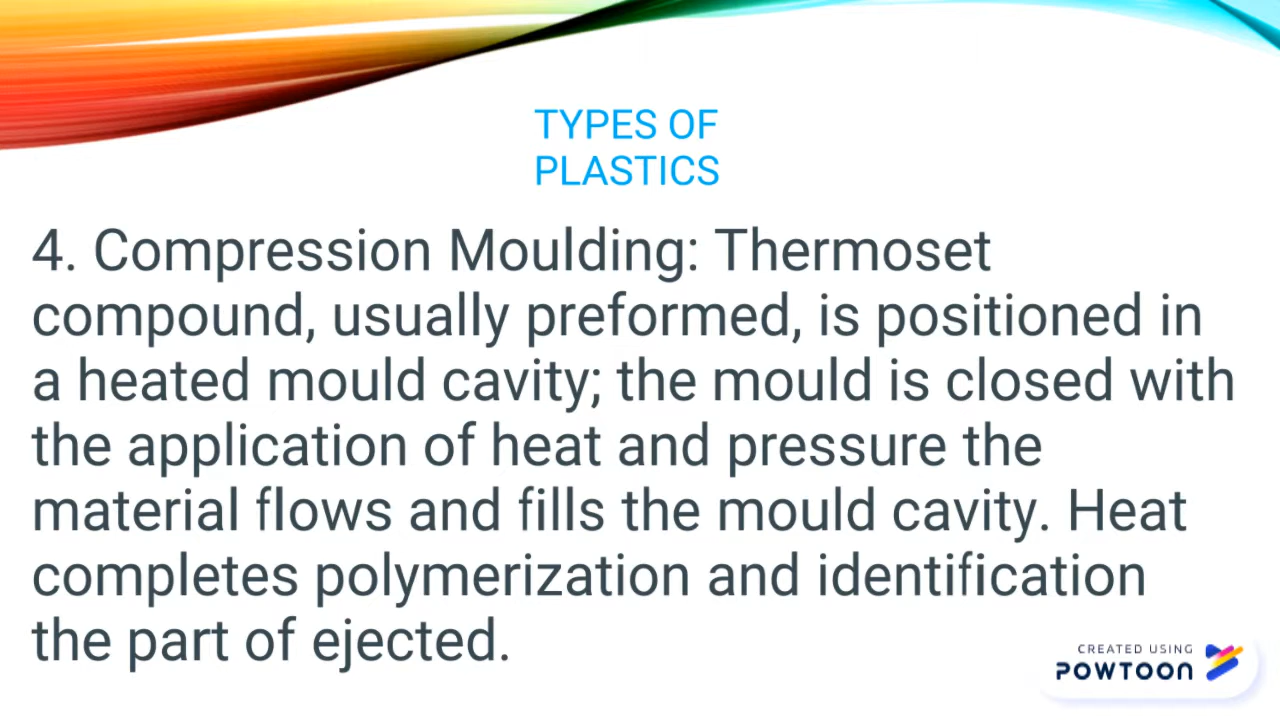 TYPES OF
PLASTICS
4. Compression Moulding: Thermoset
compound, usually preformed, is positioned in
a heated mould cavity; the mould is closed with
the application of heat and pressure the
material flows and fills the mould cavity. Heat
completes polymerization and identification
the part of ejected.
CREATED USING
POWTOON